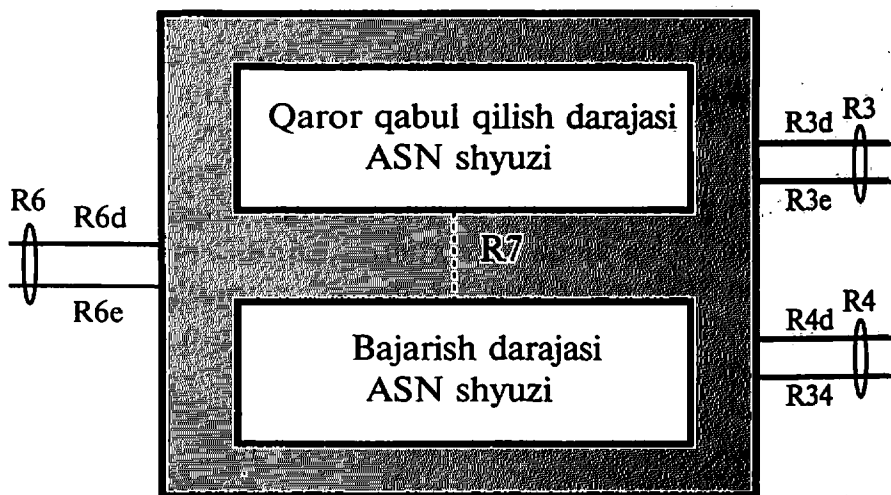 Qaror qabul qilish darajasi
ASN shyuzi
R3d
R3
R3e
R6
R6d
R6e
R7
Bajarish darajasi
ASN shyuzi
R4d
R4
R34